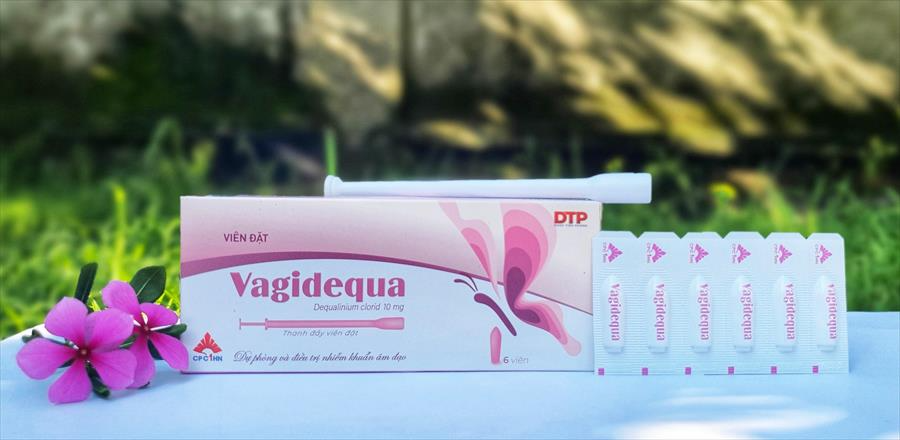 VIÊN ĐẶT
DTP
Vagidequa
Dequalinium clorid 10 mg
Thanh đẩy viên đặt
CPC1HN
6 viên
Dự phòng và điều trị nhiễm khuẩn âm đạo
Vagidequa
Vagidequa
Vagidequa
Vagidequa
Vagidequa
Vagidequa